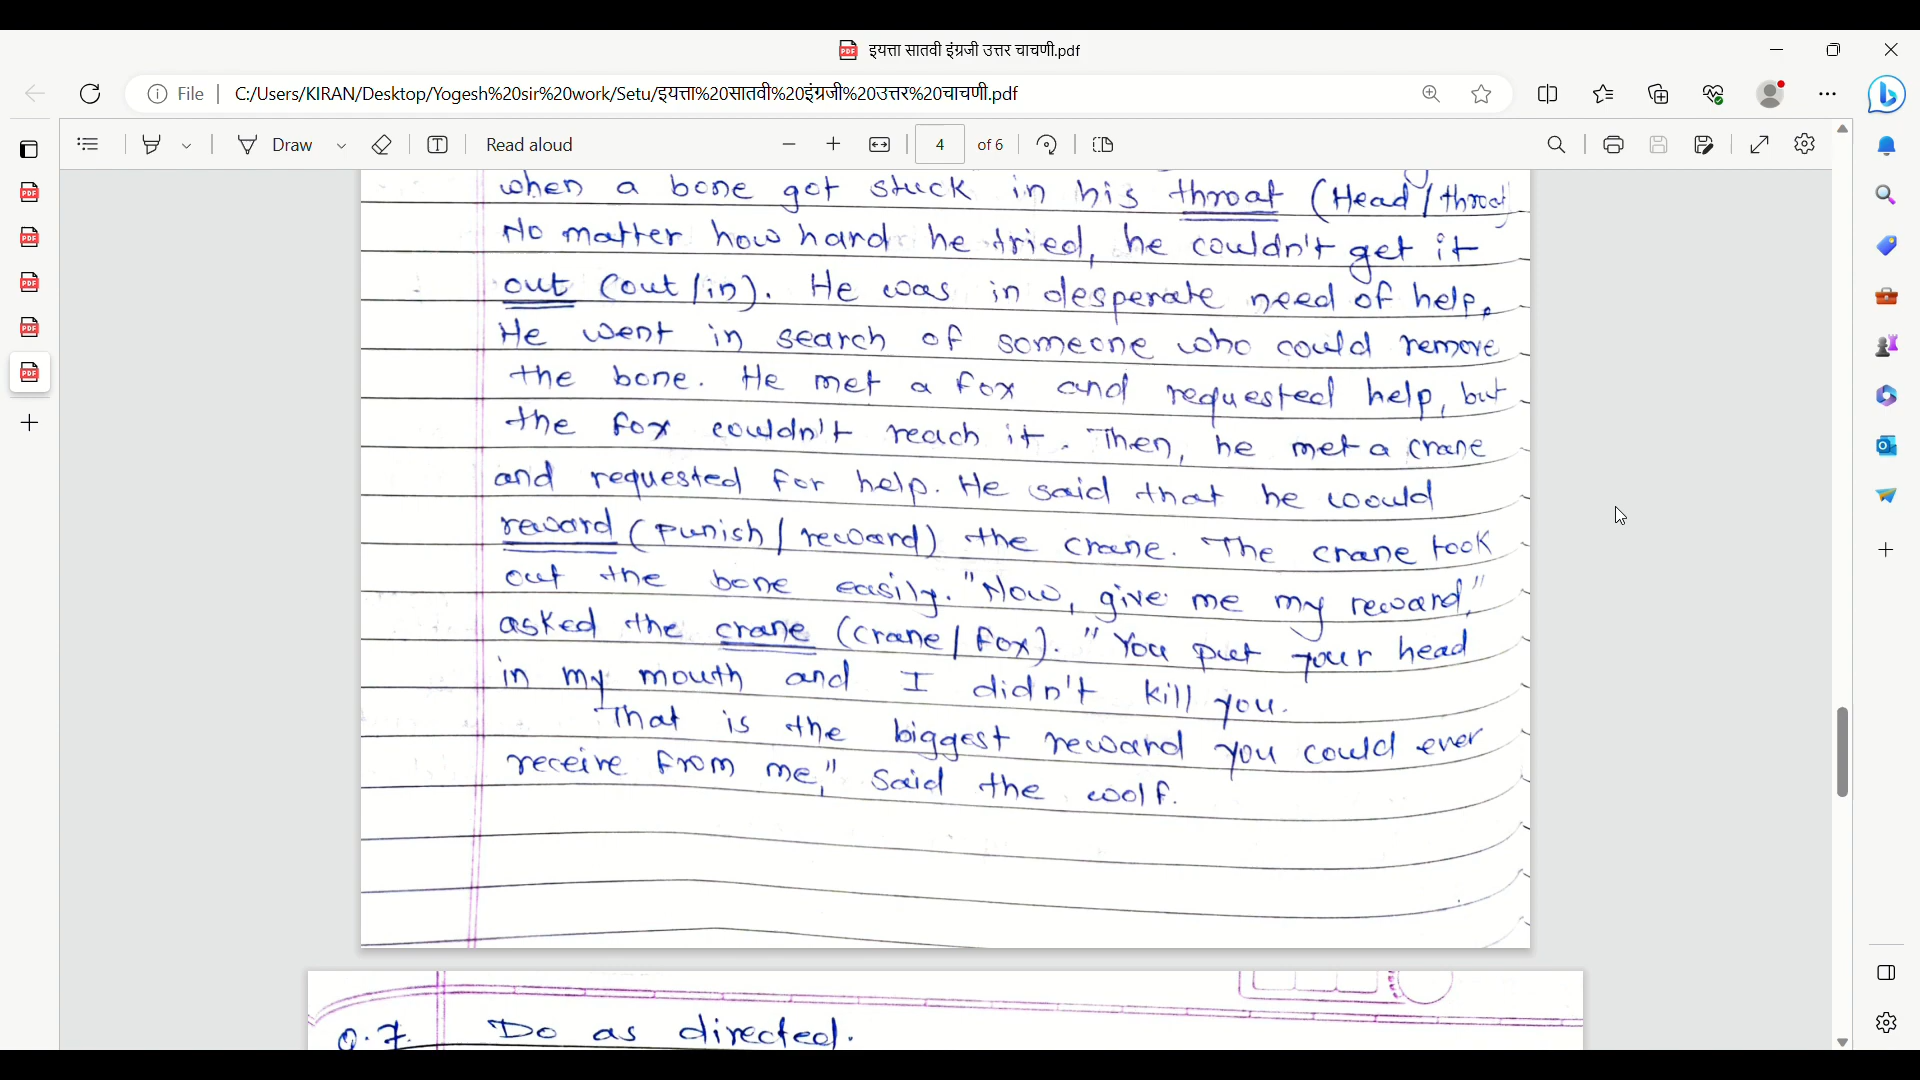 इयत्ता सातवी इंग्रजी उत्तर चाचणी.pdf
File | C:/Users/KIRAN/Desktop/Yogesh%20sir%20work/Setu/इयत्ता%20सातवी%20इंग्रजी%20उत्तर%20चाचणी.pdf
Draw Read aloud 4 of 6
when a bone got stuck in his throat (Head / throat
No matter how hard he tried, he couldn't get it
out (out / in). He was in desperate need of help.
He went in search of someone who could remove
the bone. He met a fox and requested help, but
the fox couldn't reach it. Then, he met a crane
and requested for help. He said that he would
reward (punish / reward) the crane. The crane took
out the bone easily. "Now, give me my reward,"
asked the crane (crane / fox). "You put your head
in my mouth and I didn't kill you.
That is the biggest reward you could ever
receive from me," said the wolf.
Q.7. Do as directed.